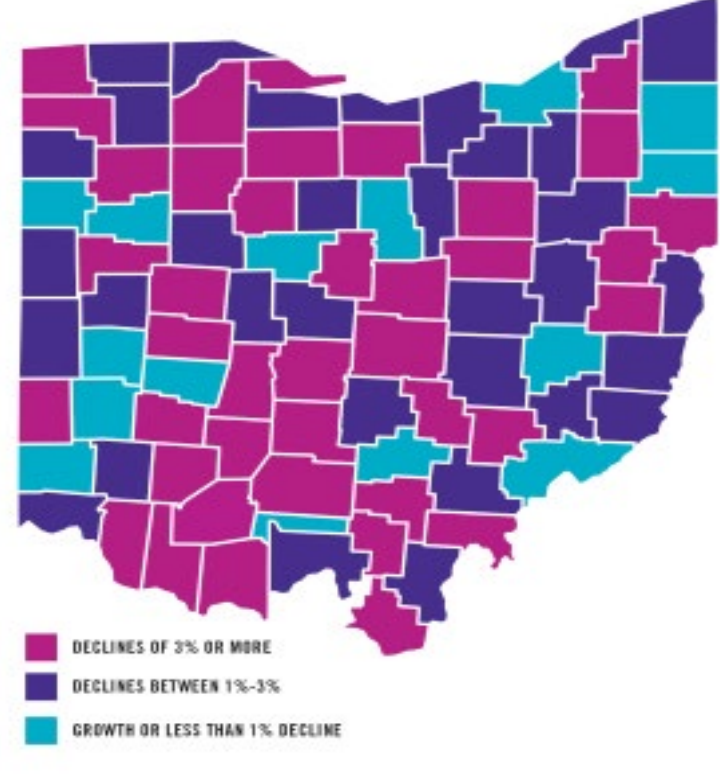 DECLINES OF 3% OR MORE
DECLINES BETWEEN 1%-3%
GROWTH OR LESS THAN 1% DECLINE